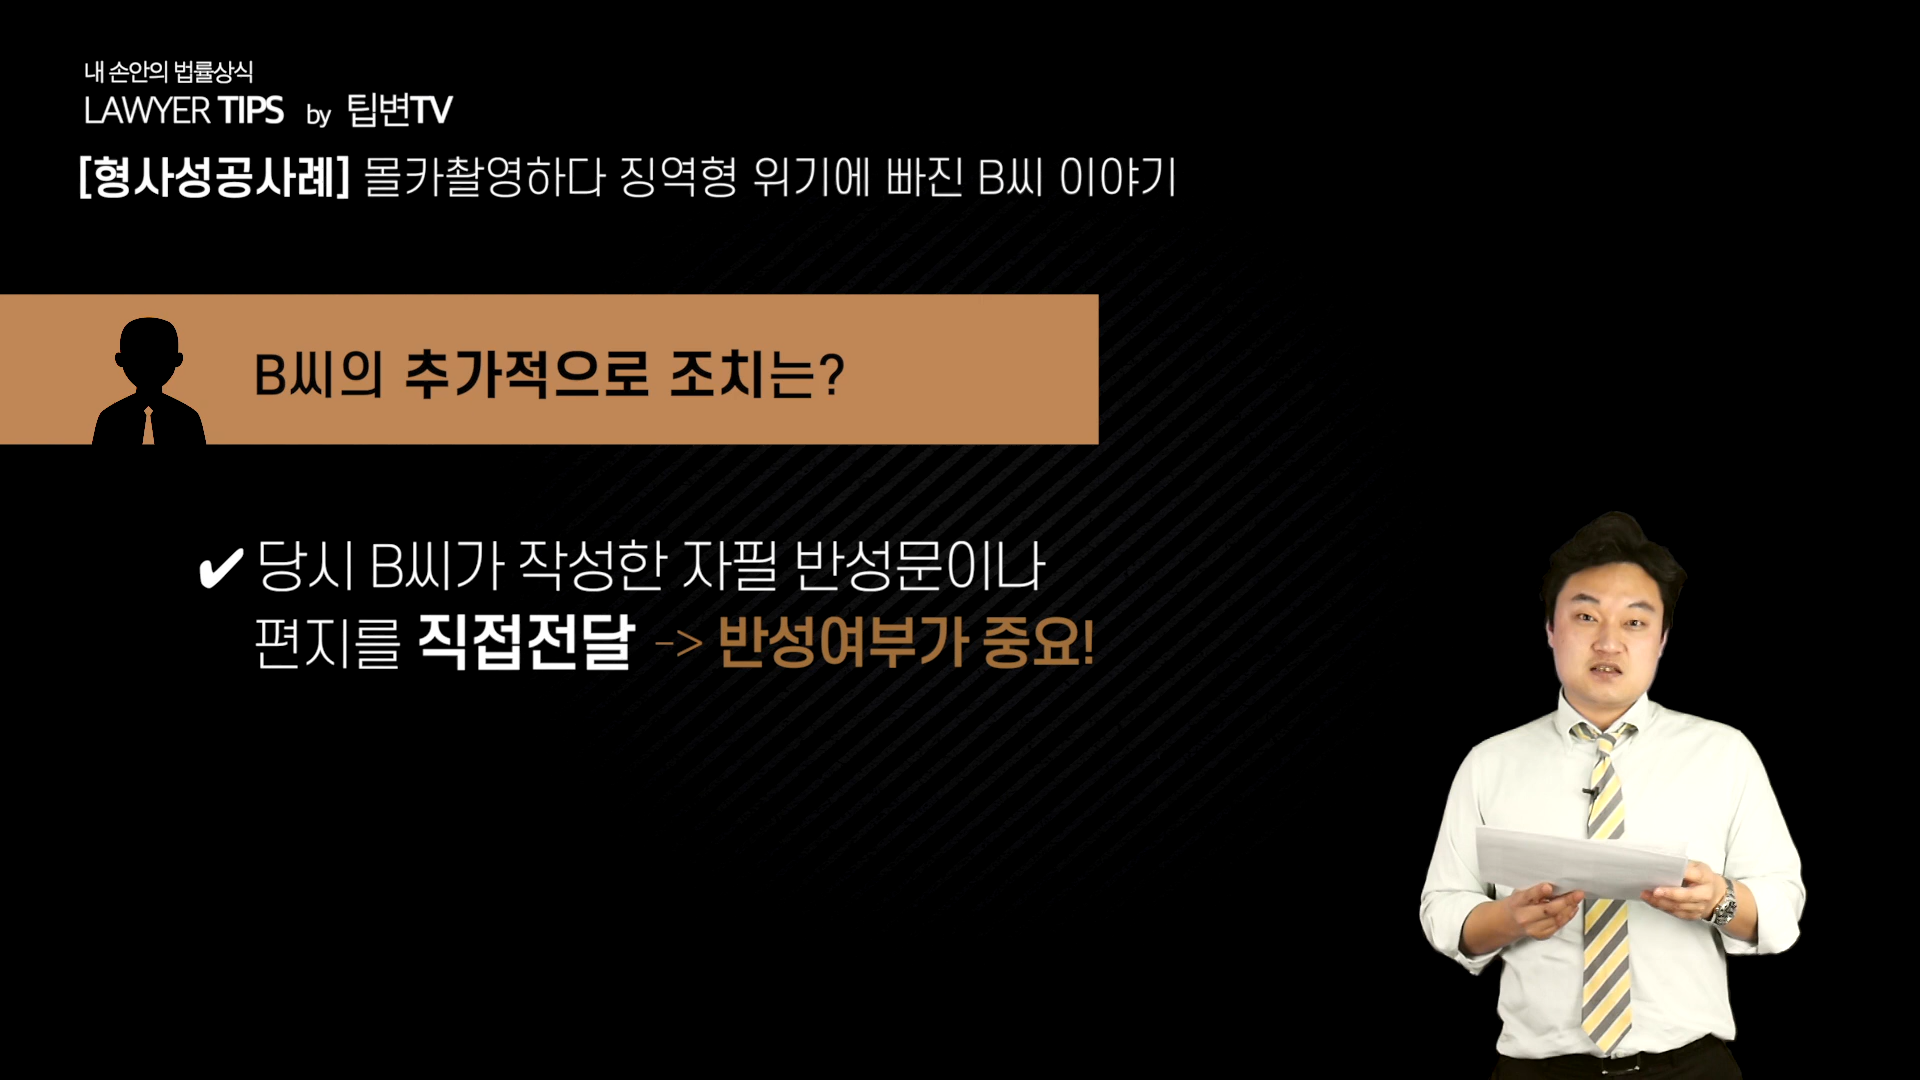 내 손안의 법률상식
LAWYER TIPS by 팁변TV
[형사성공사례] 몰카촬영하다 징역형 위기에 빠진 B씨 이야기
B씨의 추가적으로 조치는?
✔ 당시 B씨가 작성한 자필 반성문이나
편지를 직접전달 -> 반성여부가 중요!